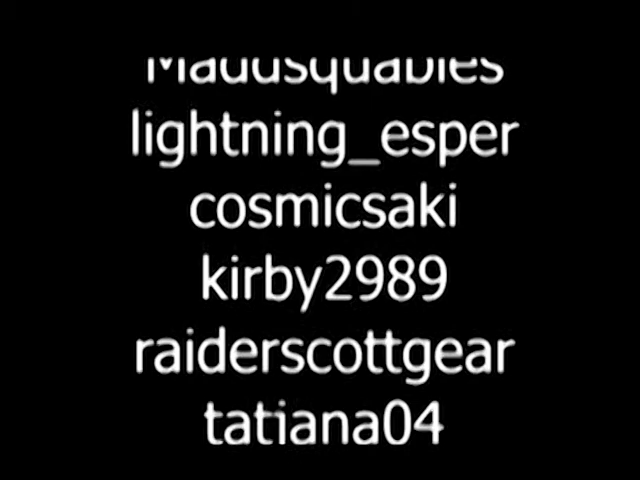 lightning_esper
cosmicsaki
kirby2989
raiderscottgear
tatiana04